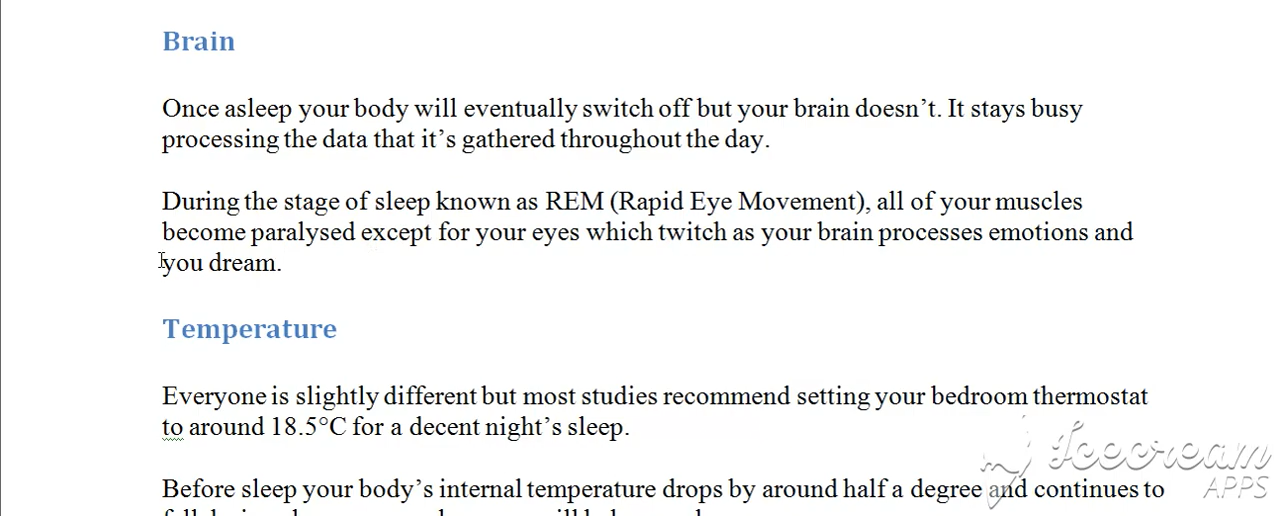 Brain
Once asleep your body will eventually switch off but your brain doesn’t. It stays busy
processing the data that it’s gathered throughout the day.
During the stage of sleep known as REM (Rapid Eye Movement), all of your muscles
become paralysed except for your eyes which twitch as your brain processes emotions and
you dream.
Temperature
Everyone is slightly different but most studies recommend setting your bedroom thermostat
to around 18.5°C for a decent night’s sleep.
Before sleep your body’s internal temperature drops by around half a degree and continues to
Icecream
APPS